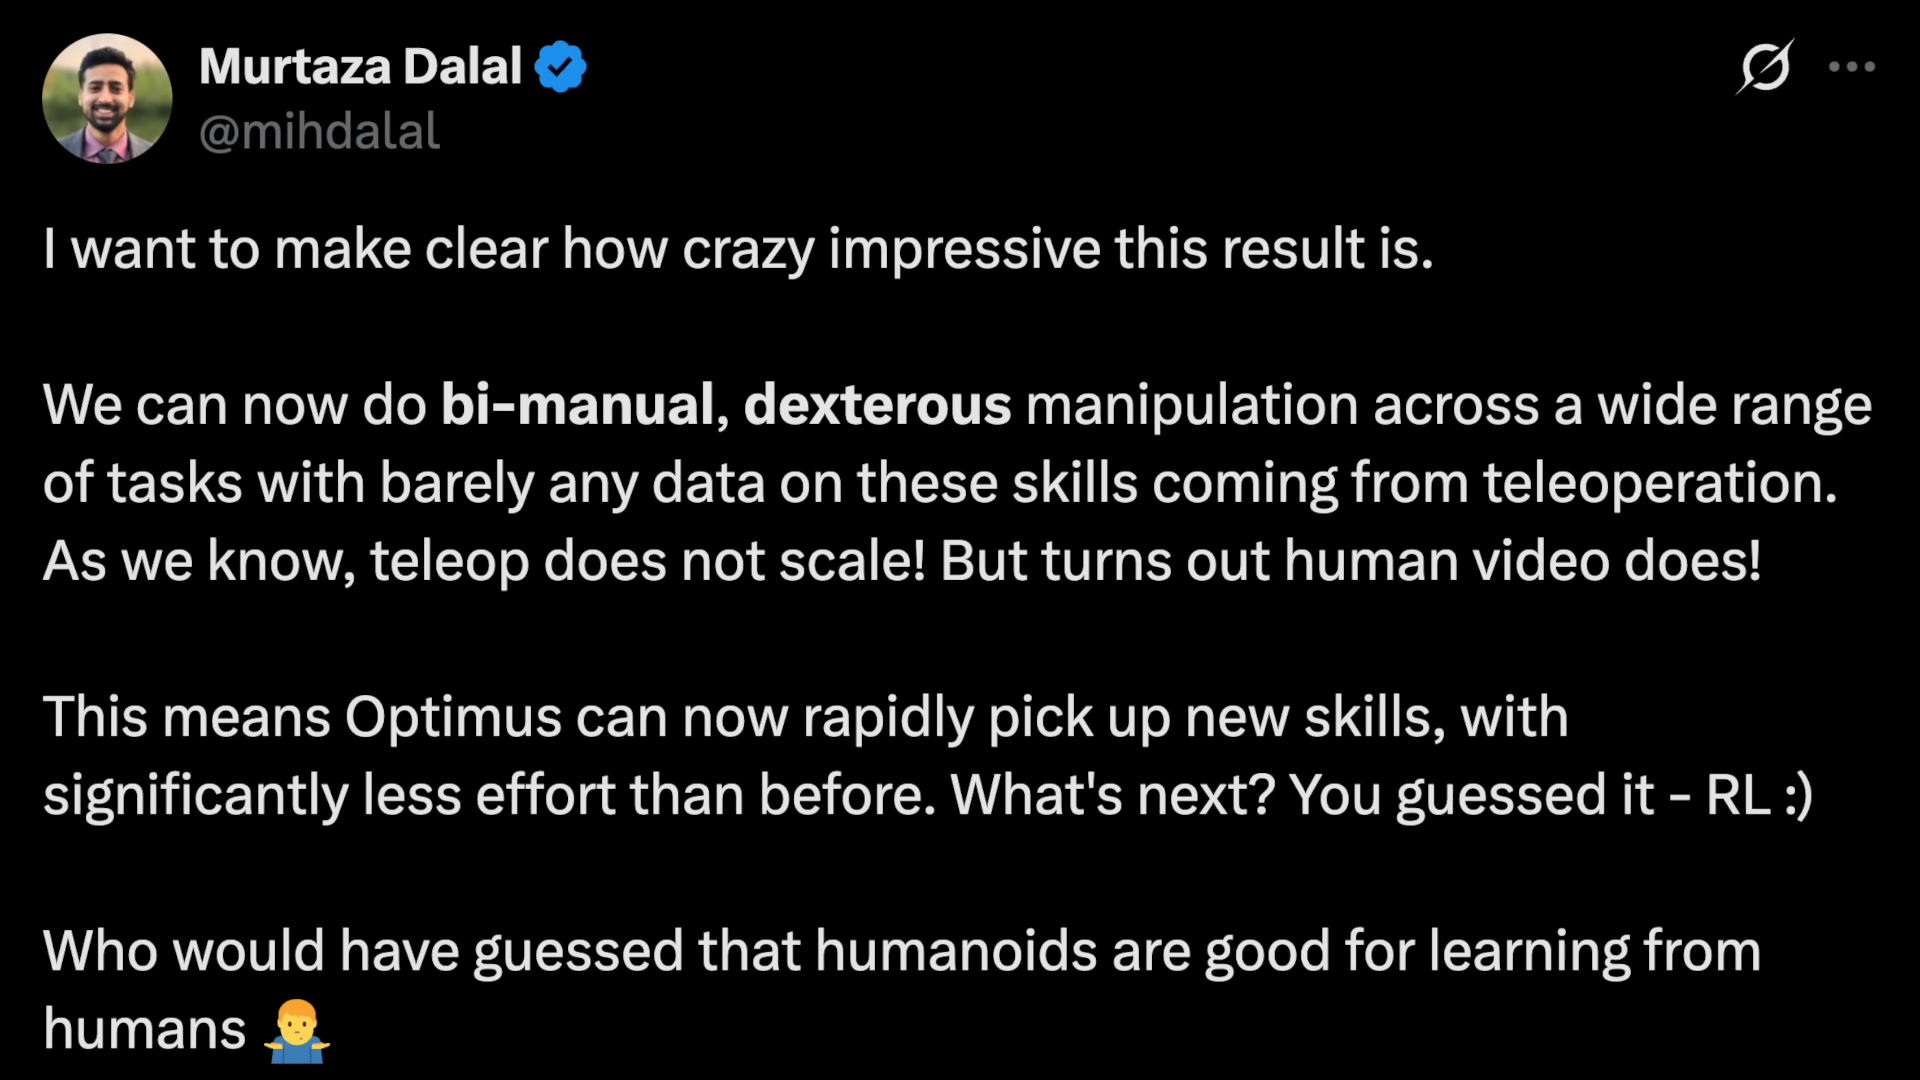 Murtaza Dalal
@mihdalal
I want to make clear how crazy impressive this result is.
We can now do bi-manual, dexterous manipulation across a wide range
of tasks with barely any data on these skills coming from teleoperation.
As we know, teleop does not scale! But turns out human video does!
This means Optimus can now rapidly pick up new skills, with
significantly less effort than before. What's next? You guessed it - RL :)
Who would have guessed that humanoids are good for learning from
humans 🤷‍♂️